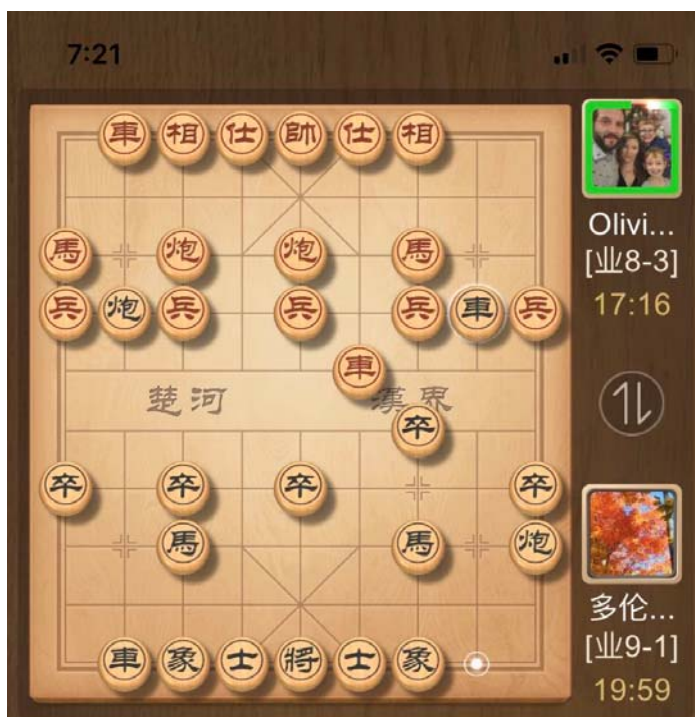 7:21
車相仕帥仕相
馬炮炮馬
兵炮兵兵兵車兵
車
楚河 漢界
卒
卒卒卒卒
馬馬炮
車象士將士象
Olivi...
[业8-3]
17:16
多伦...
[业9-1]
19:59